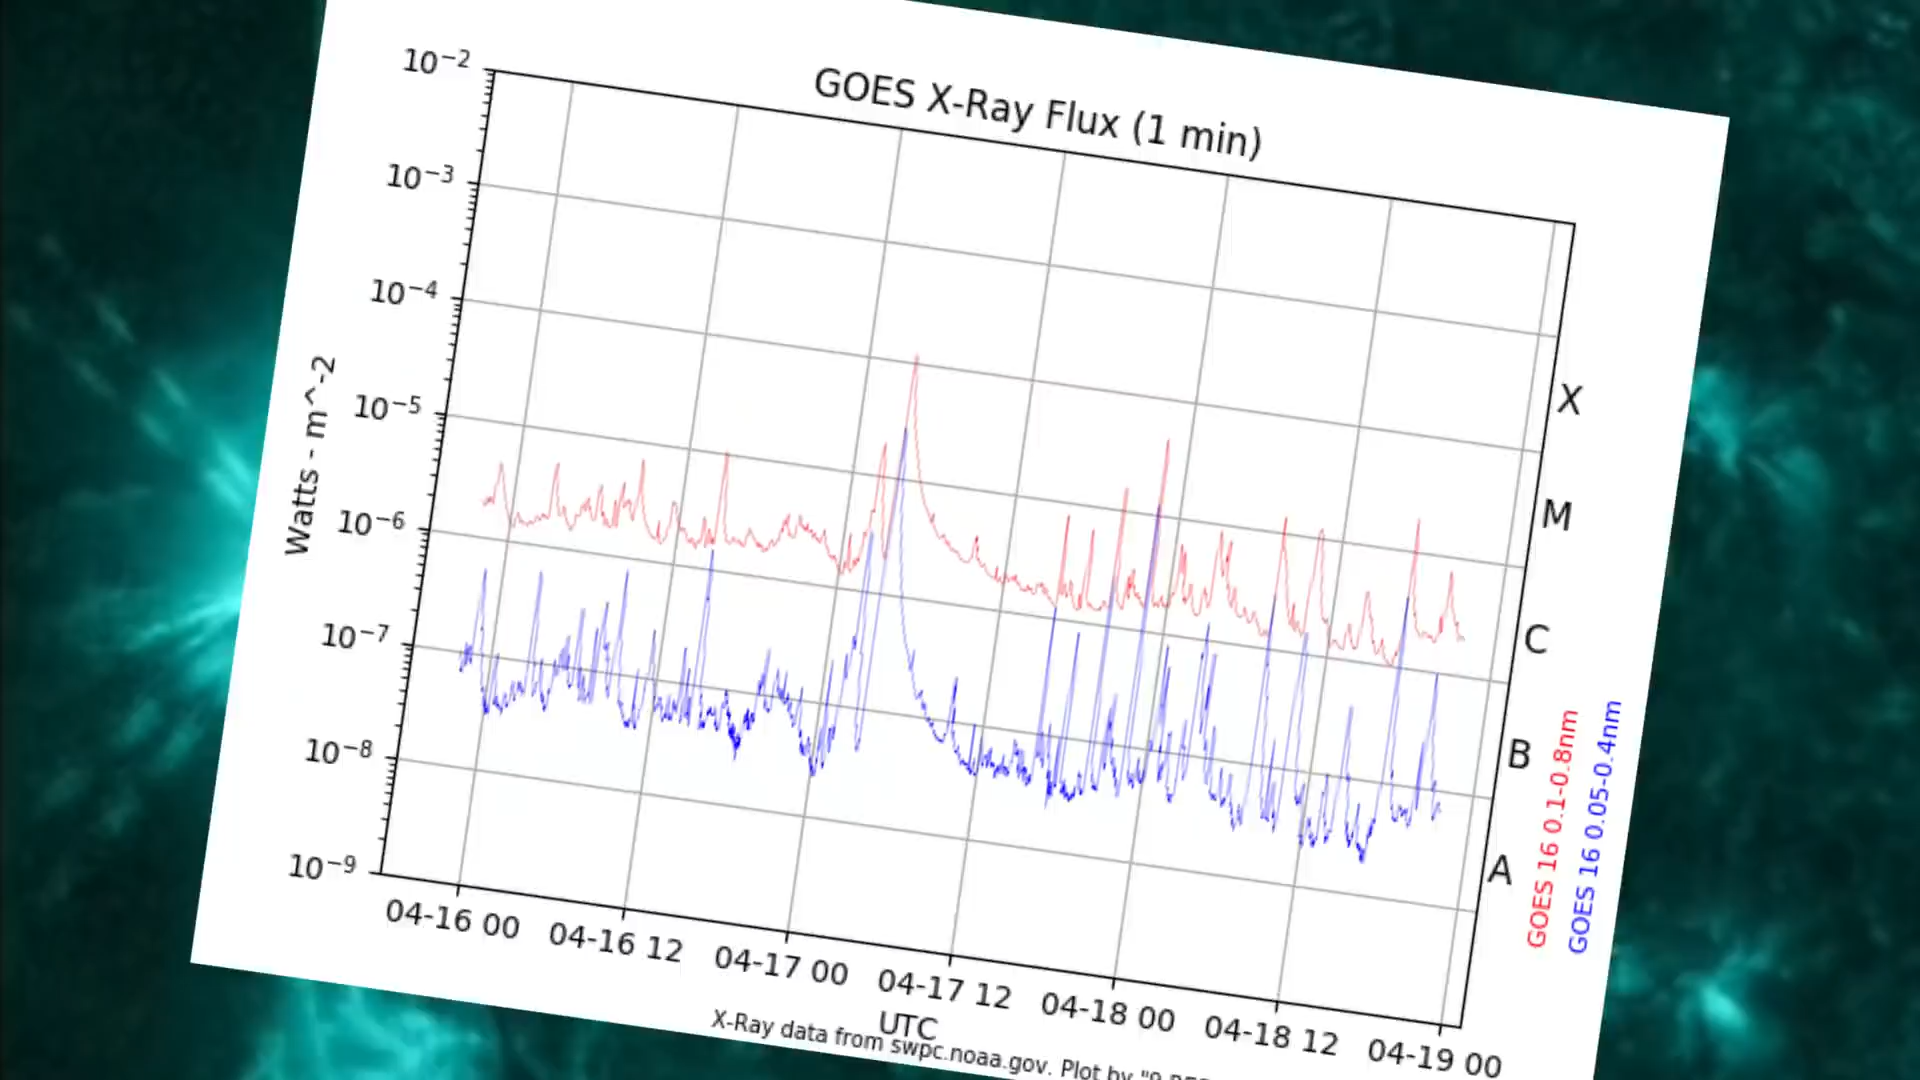 GOES X-Ray Flux (1 min)
10−2
10−3
10−4
10−5
10−6
10−7
10−8
10−9
Watts - m^-2
X
M
C
B
A
GOES 16 0.1-0.8nm
GOES 16 0.05-0.4nm
04-16 00
04-16 12
04-17 00
04-17 12
04-18 00
04-18 12
04-19 00
UTC
X-Ray data from swpc.noaa.gov. Plot by